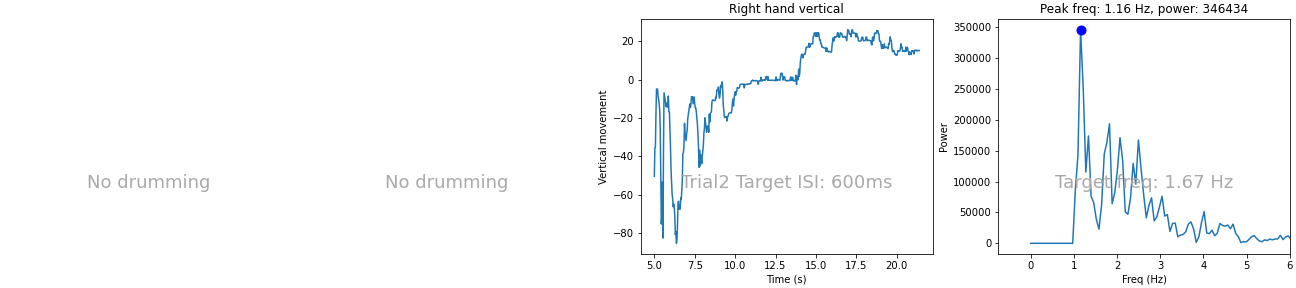 No drumming
No drumming
Right hand vertical
Vertical movement
20
0
−20
−40
−60
−80
Trial2 Target ISI: 600ms
5.0 7.5 10.0 12.5 15.0 17.5 20.0
Time (s)
Peak freq: 1.16 Hz, power: 346434
Power
350000
300000
250000
200000
150000
100000
50000
0
Target freq: 1.67 Hz
0 1 2 3 4 5 6
Freq (Hz)